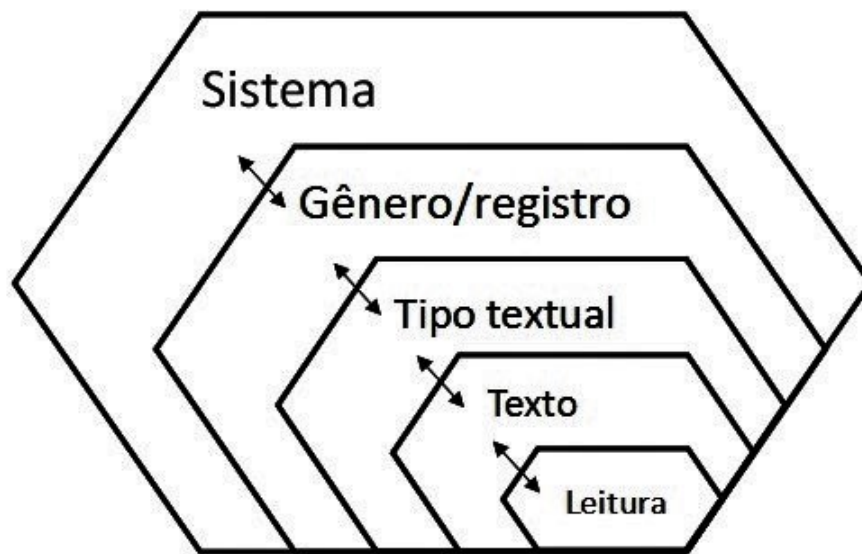 Sistema
Gênero/registro
Tipo textual
Texto
Leitura